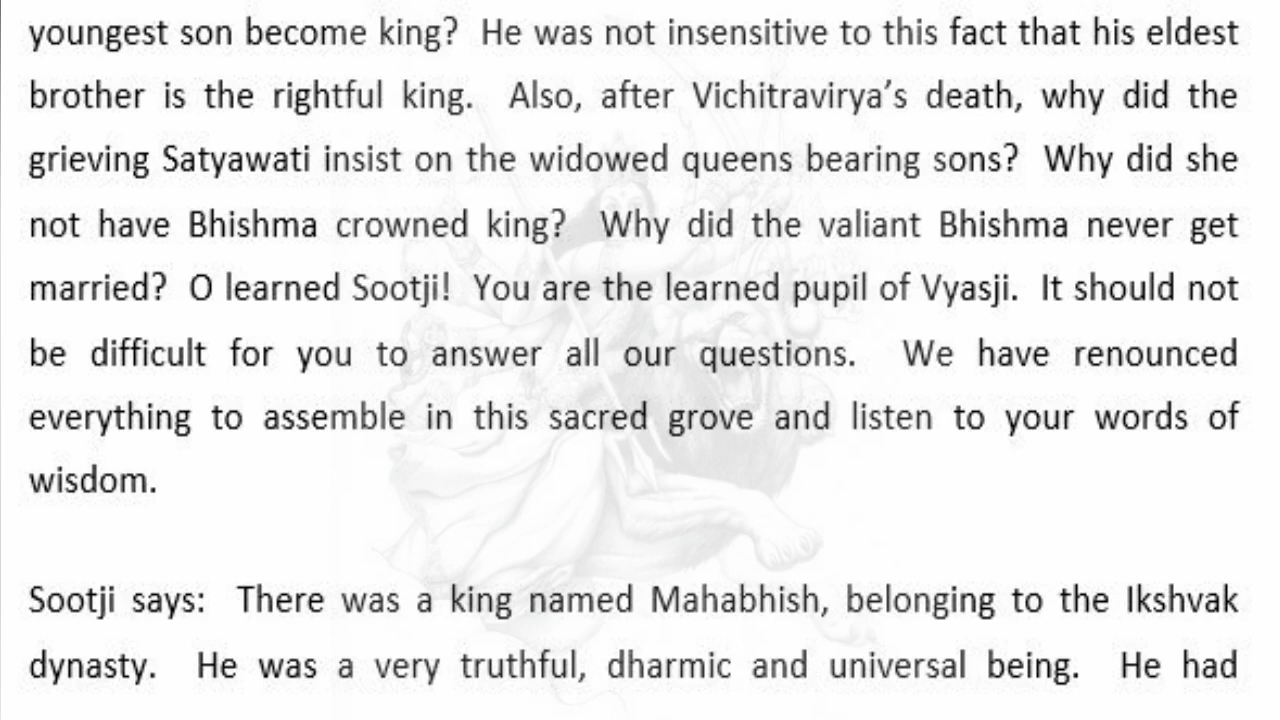 youngest son become king? He was not insensitive to this fact that his eldest
brother is the rightful king. Also, after Vichitravirya’s death, why did the
grieving Satyawati insist on the widowed queens bearing sons? Why did she
not have Bhishma crowned king? Why did the valiant Bhishma never get
married? O learned Sootji! You are the learned pupil of Vyasji. It should not
be difficult for you to answer all our questions. We have renounced
everything to assemble in this sacred grove and listen to your words of
wisdom.
Sootji says: There was a king named Mahabhish, belonging to the Ikshvak
dynasty. He was a very truthful, dharmic and universal being. He had